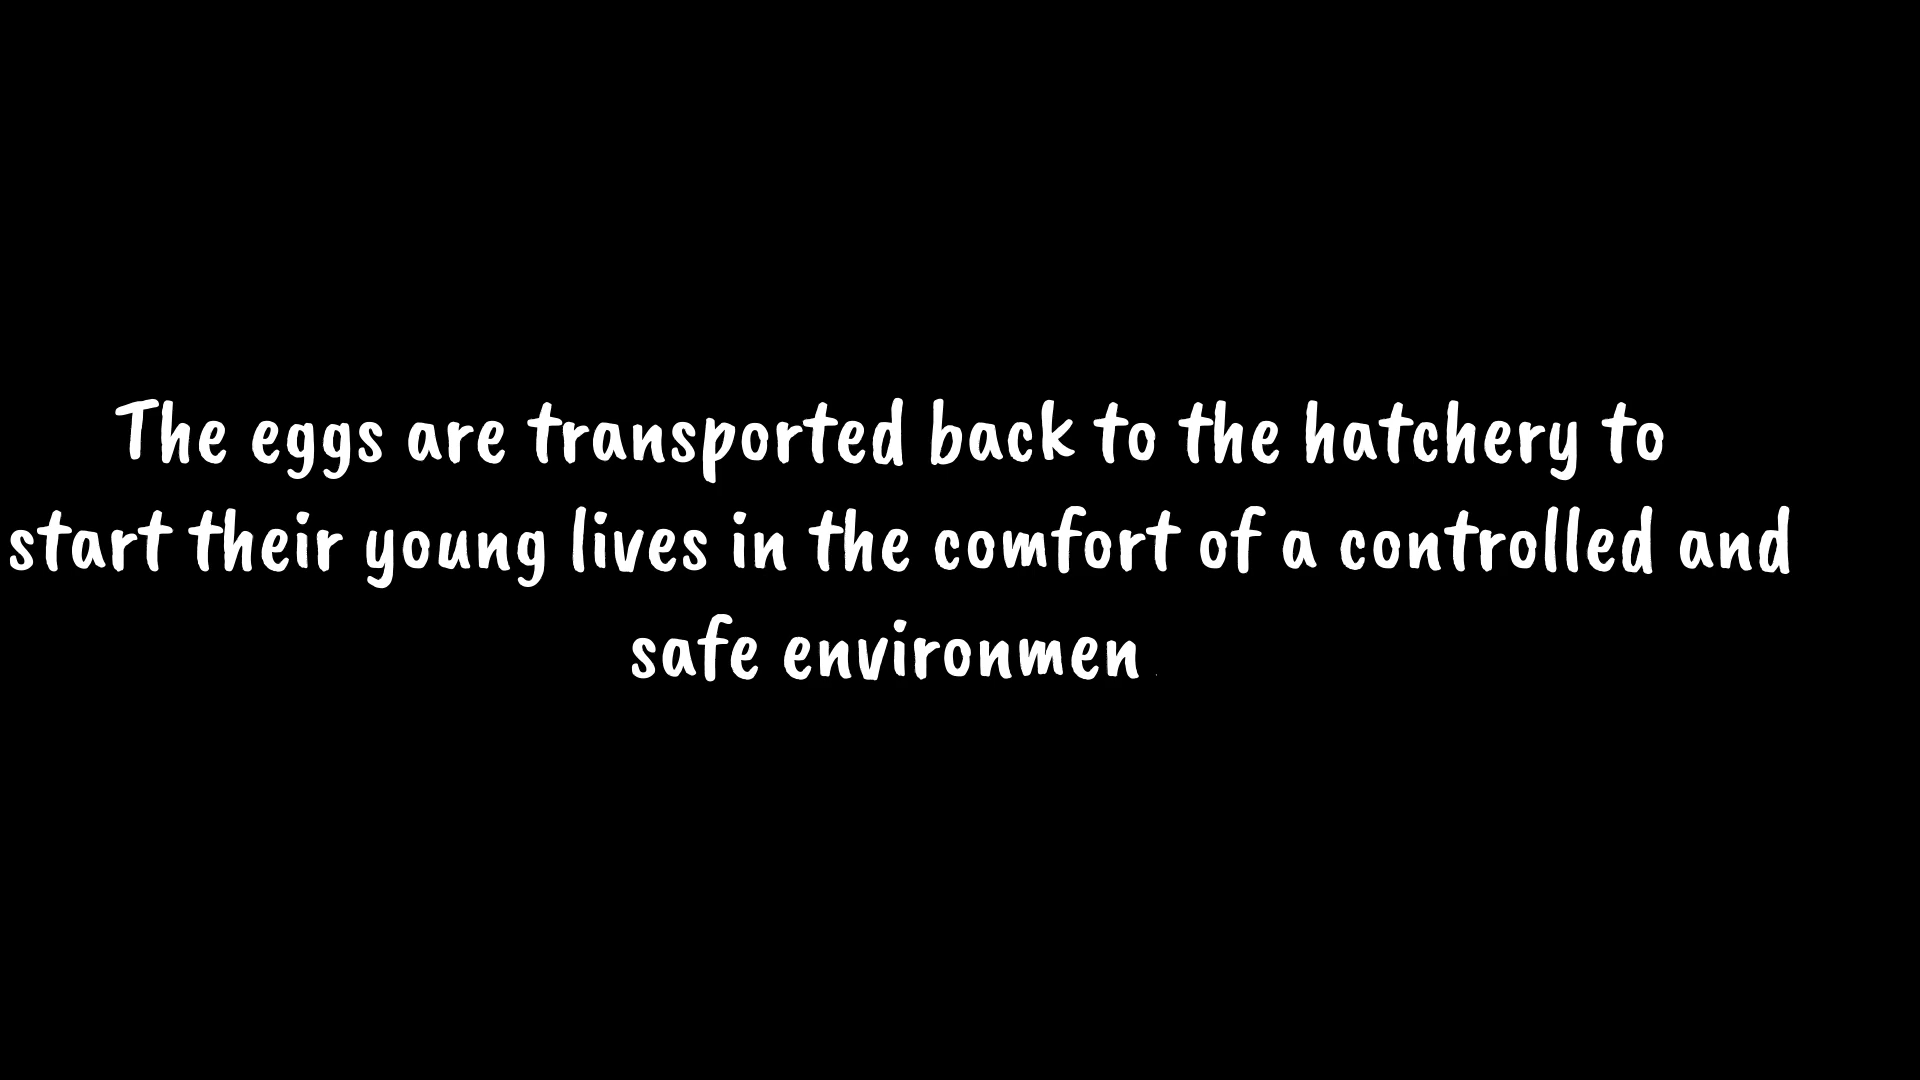 The eggs are transported back to the hatchery to
start their young lives in the comfort of a controlled and
safe environmen